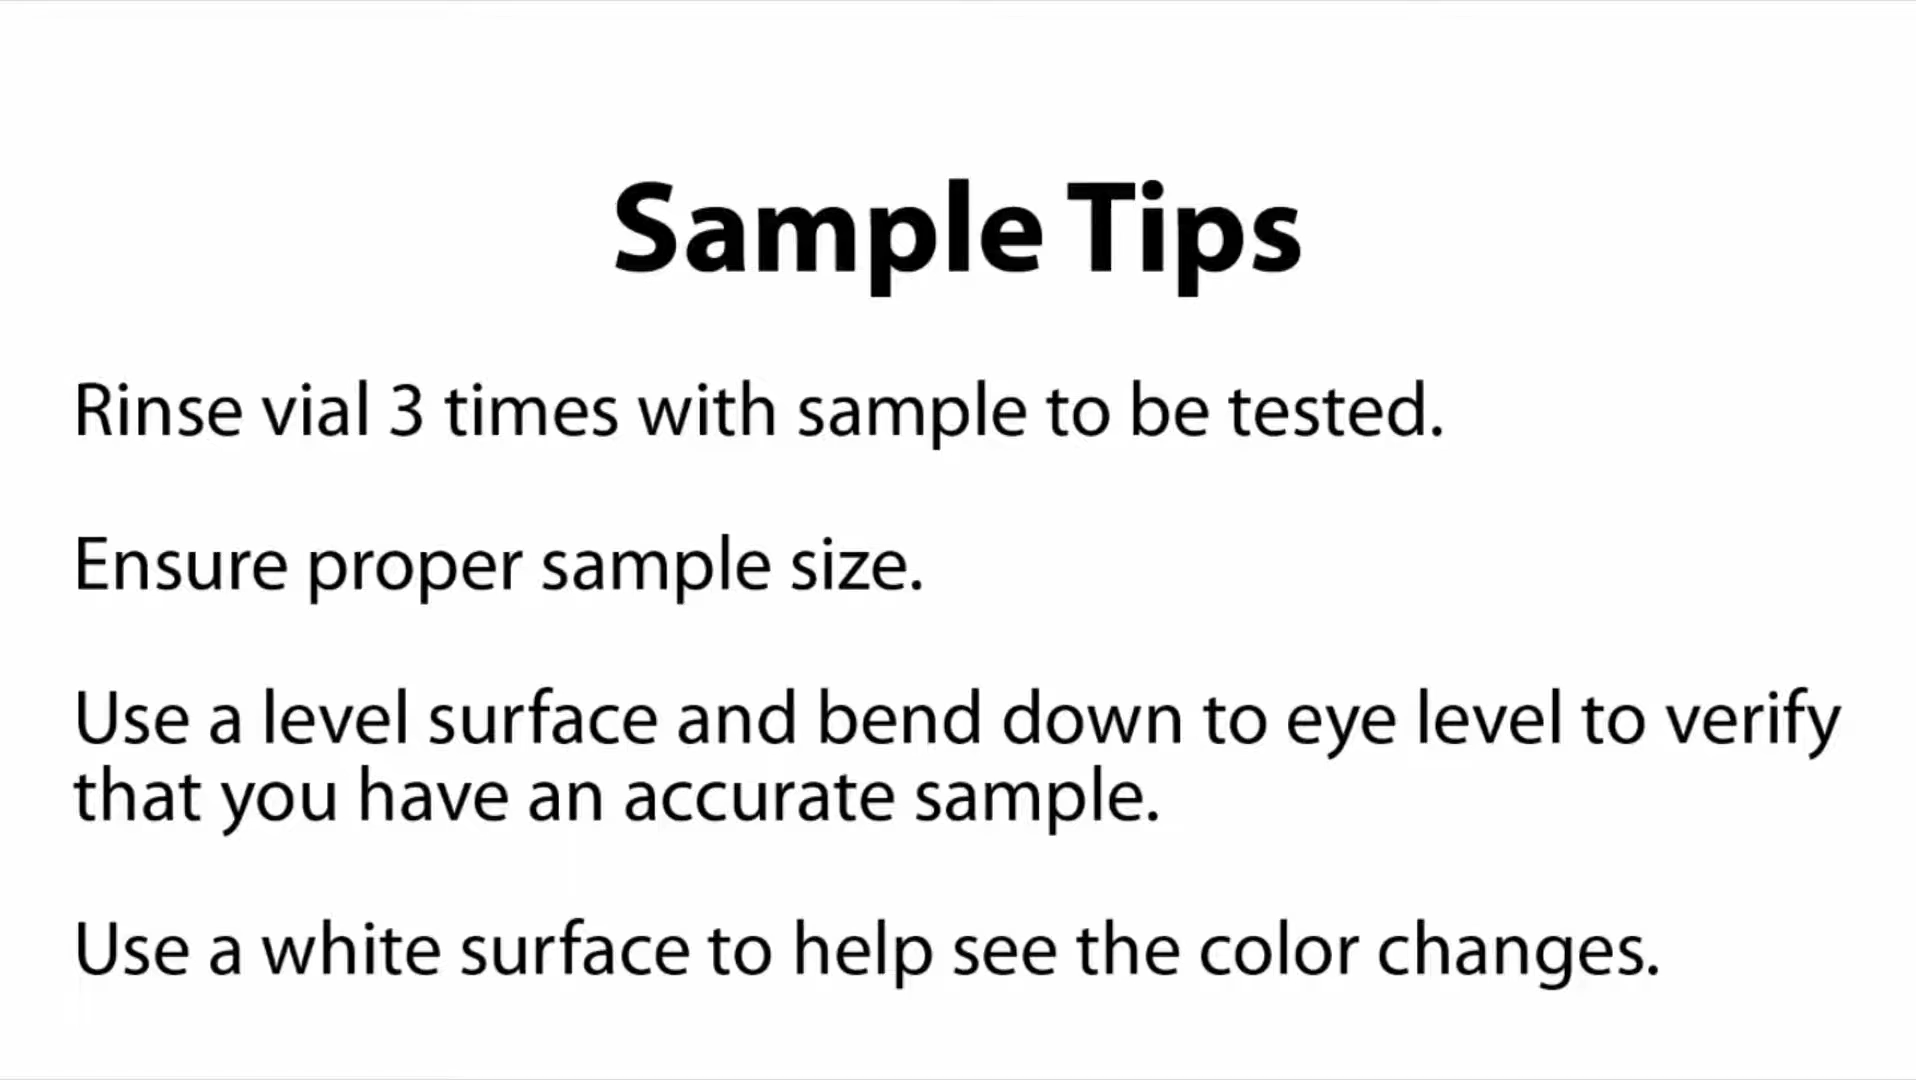 Sample Tips
Rinse vial 3 times with sample to be tested.
Ensure proper sample size.
Use a level surface and bend down to eye level to verify
that you have an accurate sample.
Use a white surface to help see the color changes.